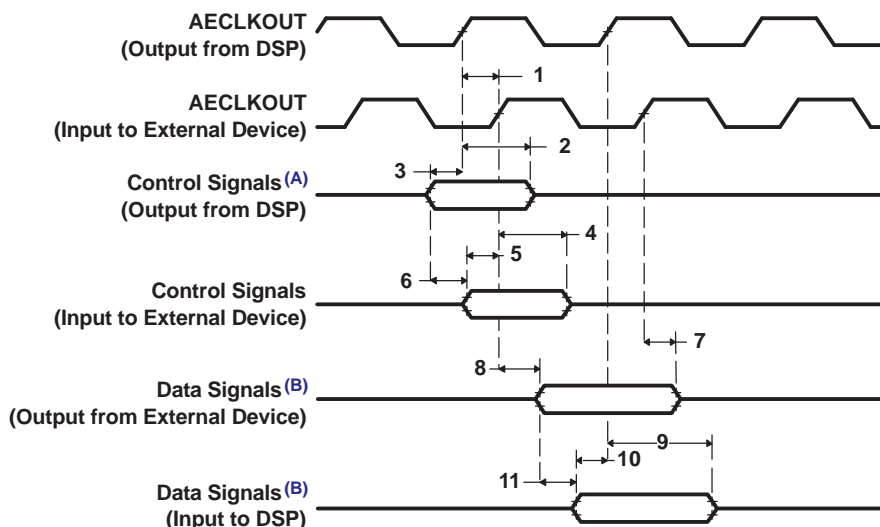 AECLKOUT
(Output from DSP)
1
AECLKOUT
(Input to External Device)
2
3
Control Signals (A)
(Output from DSP)
4
5
6
Control Signals
(Input to External Device)
7
8
Data Signals (B)
(Output from External Device)
9
10
11
Data Signals (B)
(Input to DSP)